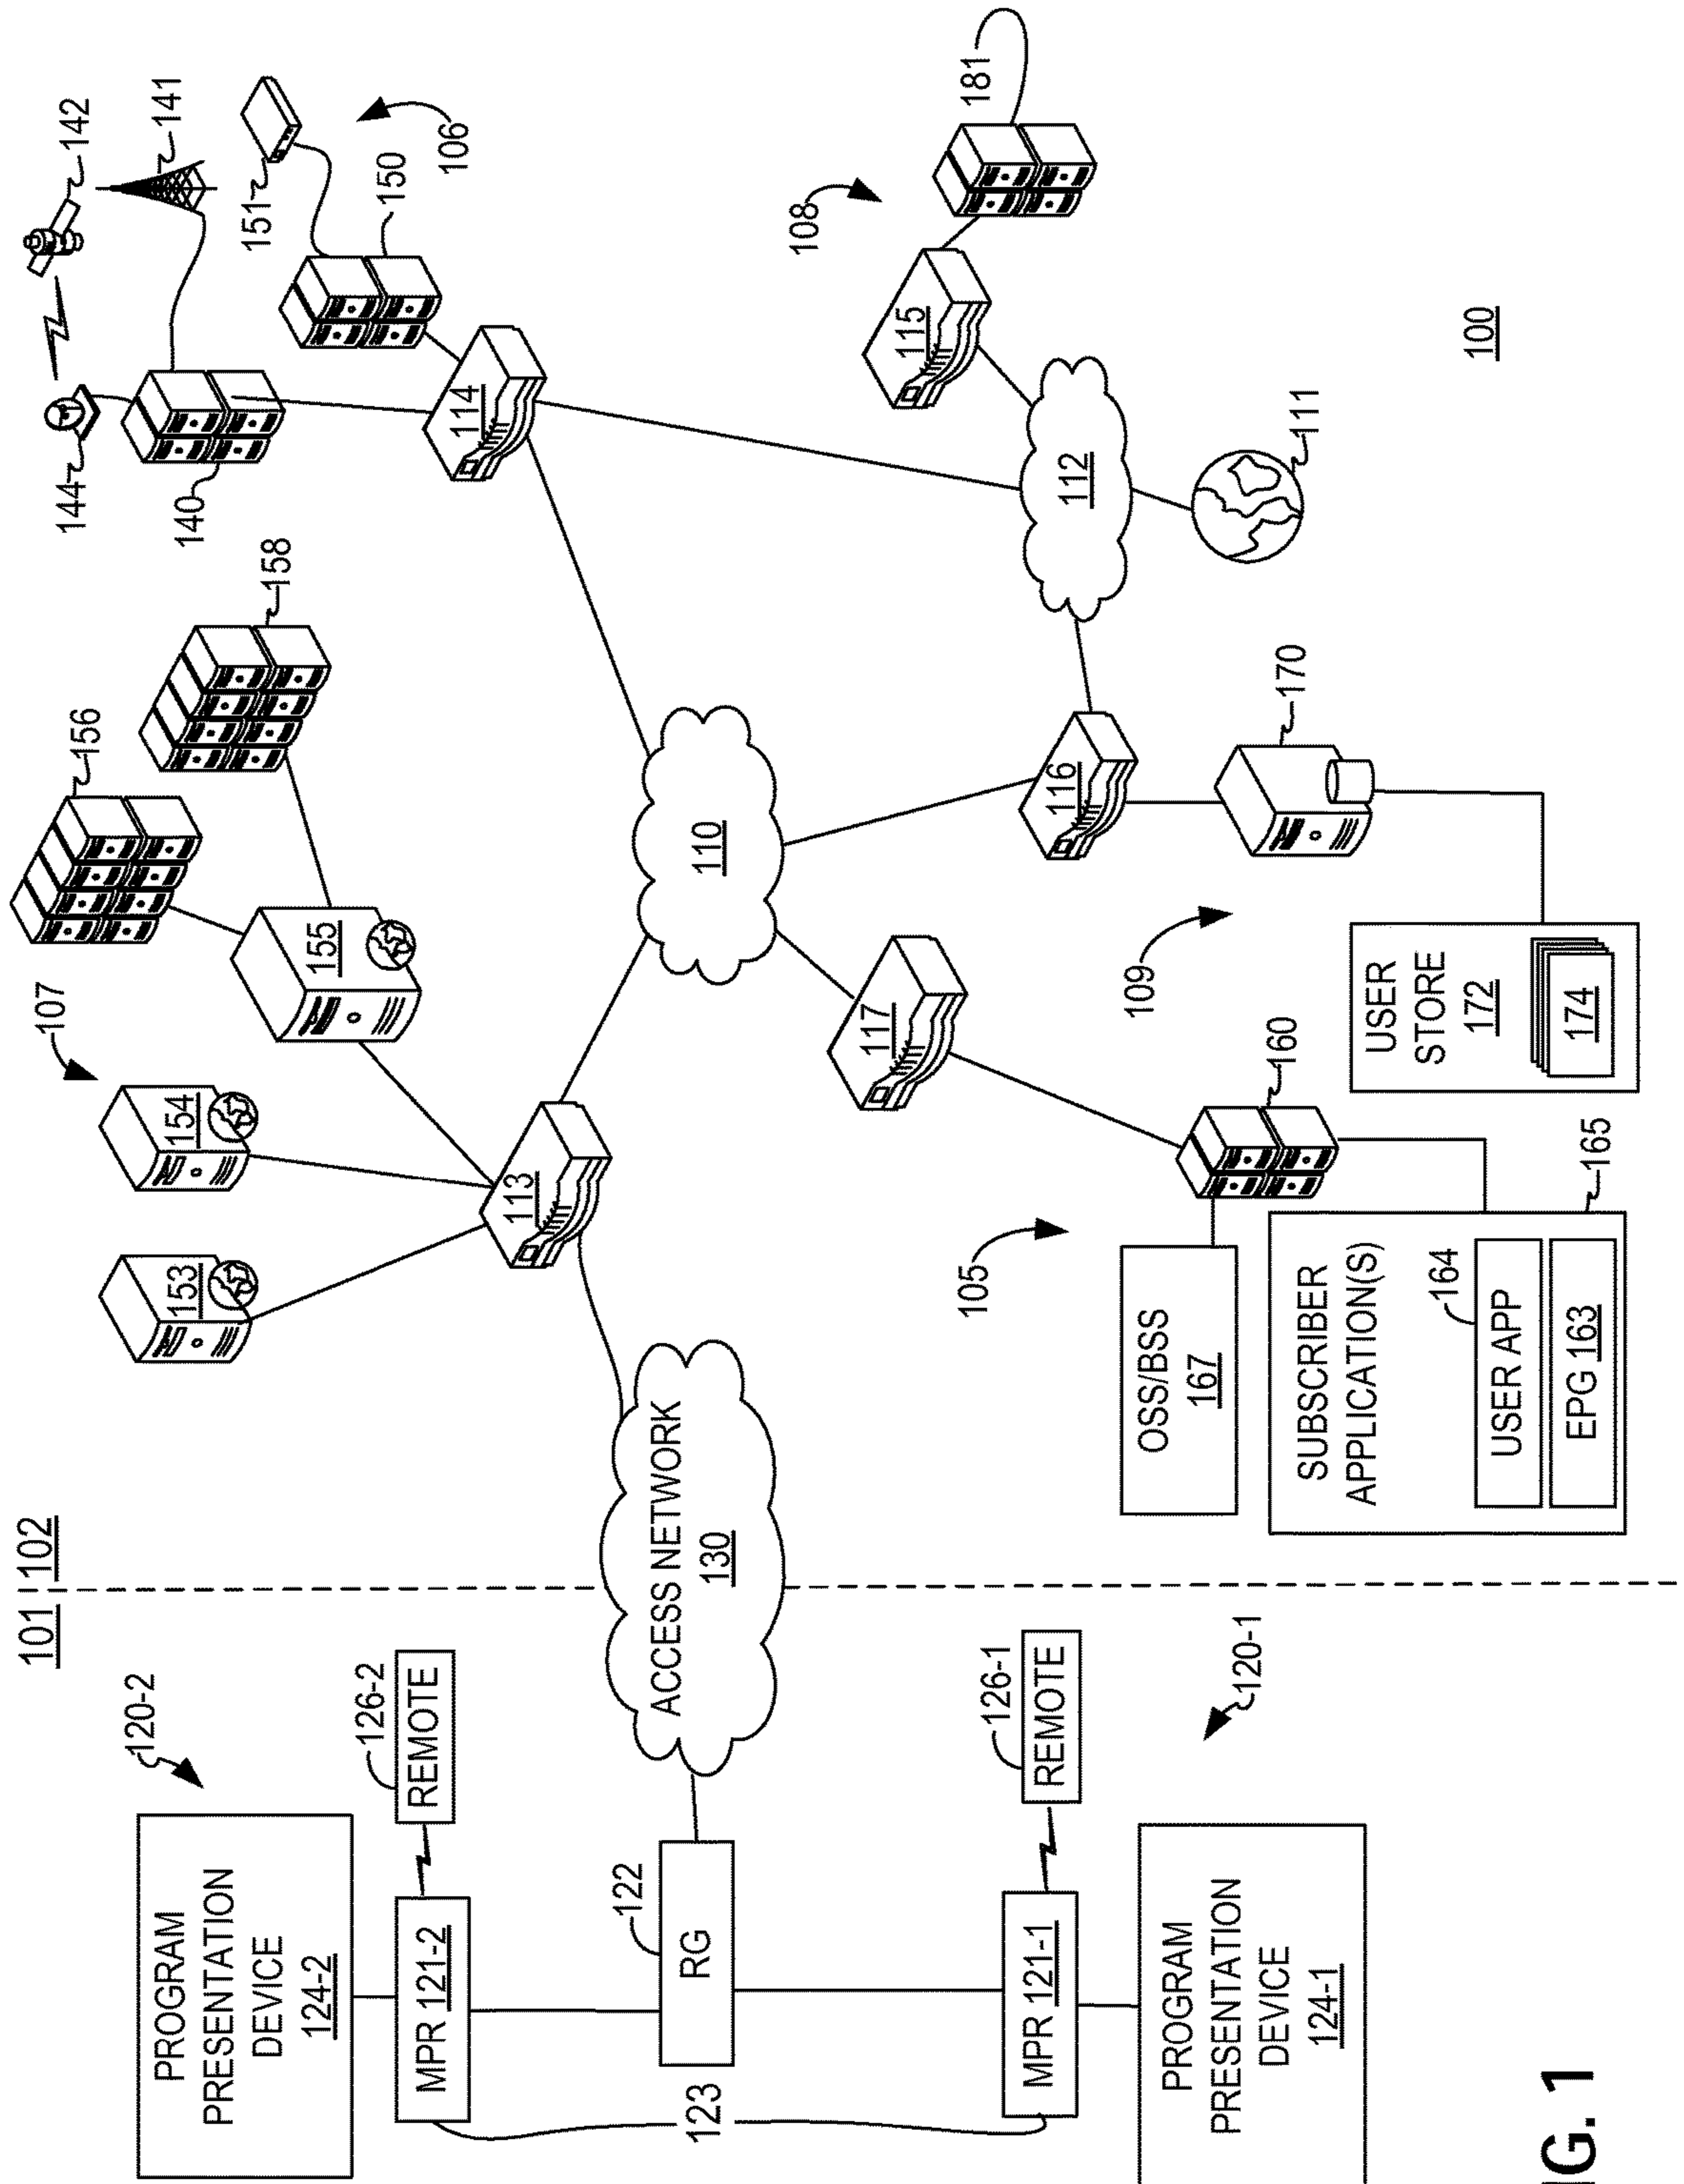 101
102
107
156
144
142
120-2
PROGRAM
PRESENTATION
DEVICE
124-2
153
154
155
158
140
141
151
106
150
126-2
REMOTE
MPR 121-2
113
114
122
RG
ACCESS NETWORK
130
123
110
108
117
115
181
105
126-1
REMOTE
MPR 121-1
109
116
112
OSS/BSS
167
160
170
111
120-1
PROGRAM
PRESENTATION
DEVICE
124-1
SUBSCRIBER
APPLICATION(S)
164
165
USER APP
EPG 163
USER
STORE
172
174
100
IG. 1